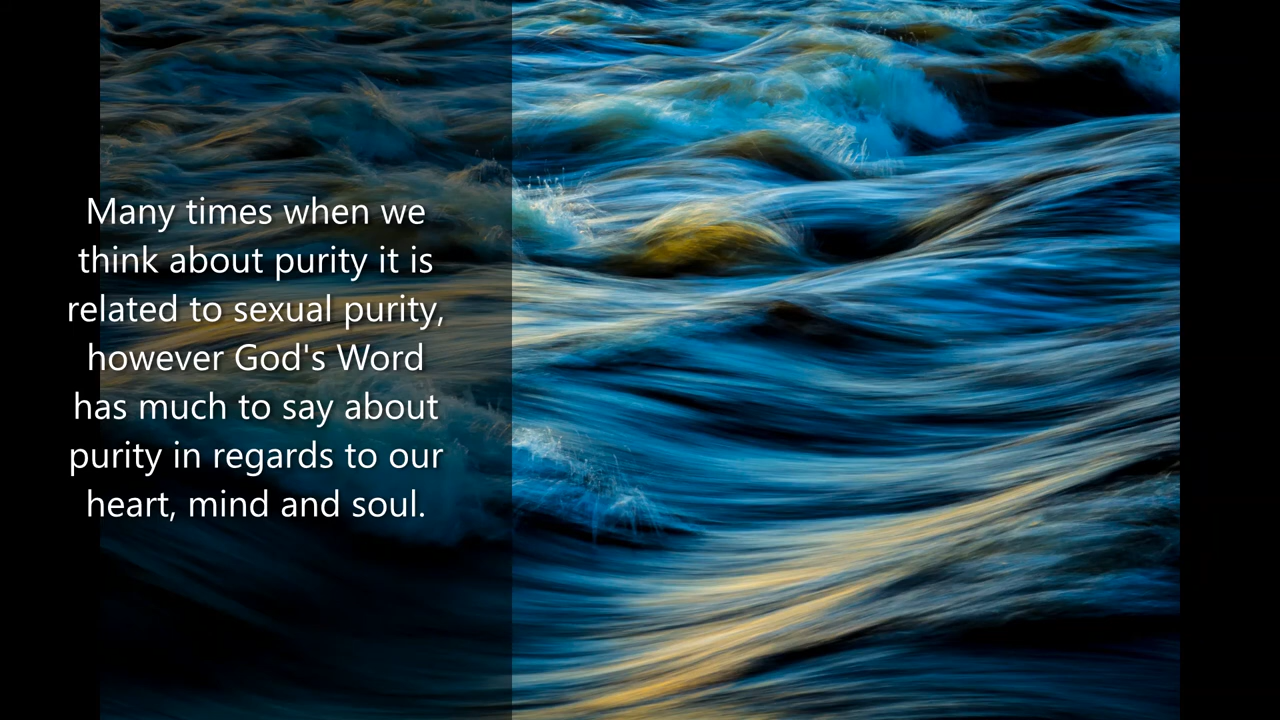 Many times when we
think about purity it is
related to sexual purity,
however God's Word
has much to say about
purity in regards to our
heart, mind and soul.